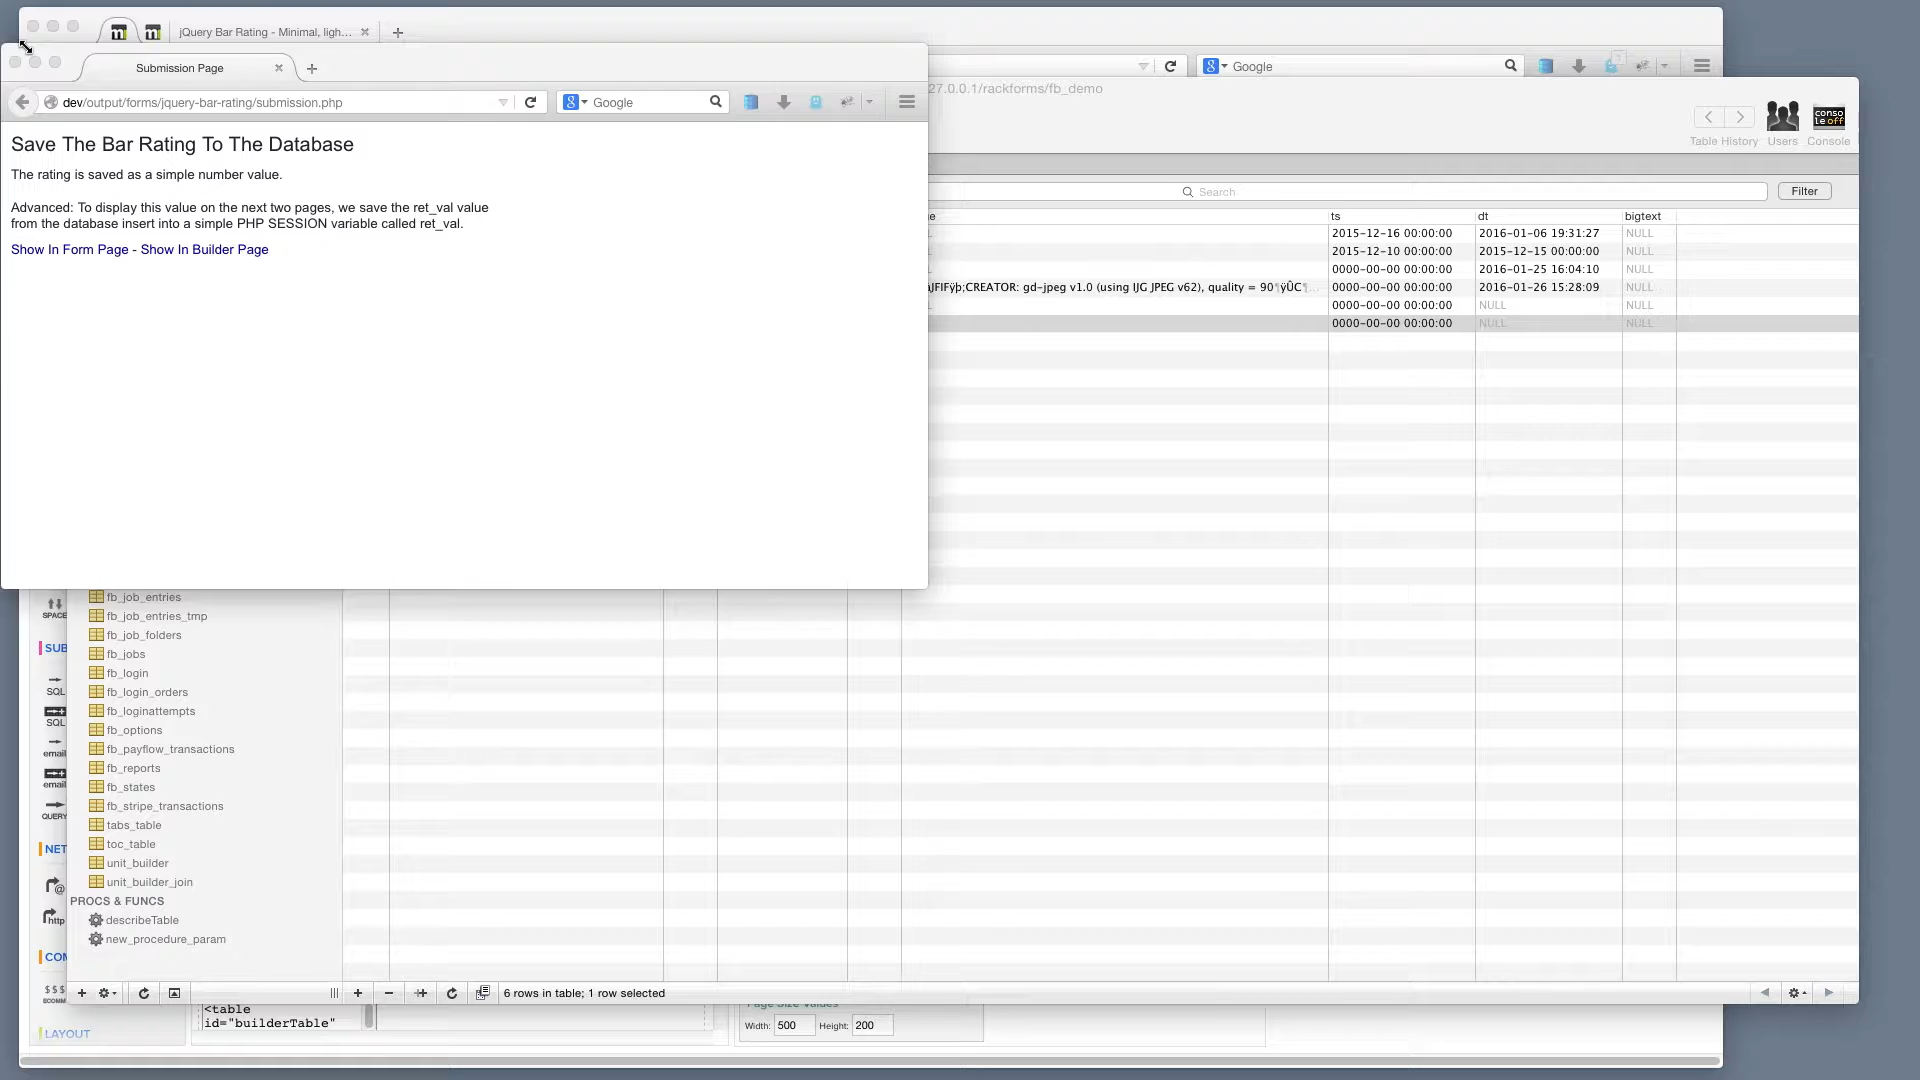 jQuery Bar Rating - Minimal, ligh...
Submission Page
Google
dev/output/forms/jquery-bar-rating/submission.php
Google
27.0.0.1/rackforms/fb_demo
Table History
Users
Console
Save The Bar Rating To The Database
The rating is saved as a simple number value.
Advanced: To display this value on the next two pages, we save the ret_val value
from the database insert into a simple PHP SESSION variable called ret_val.
Show In Form Page - Show In Builder Page
Search
Filter
ts dt bigtext
2015-12-16 00:00:00 2016-01-06 19:31:27 NULL
2015-12-10 00:00:00 2015-12-15 00:00:00 NULL
0000-00-00 00:00:00 2016-01-25 16:04:10 NULL
JFIFÿþ;CREATOR: gd-jpeg v1.0 (using IJG JPEG v62), quality = 90¶ÿÛC¶... 0000-00-00 00:00:00 2016-01-26 15:28:09 NULL
0000-00-00 00:00:00 NULL NULL
0000-00-00 00:00:00 NULL NULL
fb_job_entries
fb_job_entries_tmp
fb_job_folders
fb_jobs
fb_login
fb_login_orders
fb_loginattempts
fb_options
fb_payflow_transactions
fb_reports
fb_states
fb_stripe_transactions
tabs_table
toc_table
unit_builder
unit_builder_join
PROCS & FUNCS
describeTable
new_procedure_param
SPACE
SUB
SQL
SQL
email
email
QUERY
NET
http
COM
$$$
LAYOUT
6 rows in table; 1 row selected
<table
id="builderTable"
Page Size Values
Width: 500 Height: 200